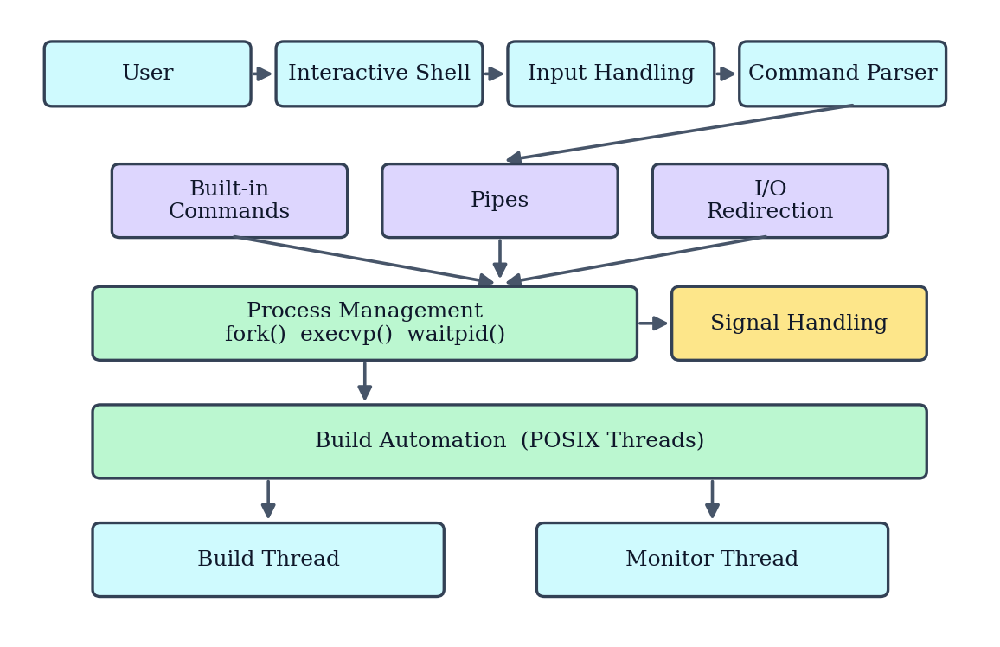 User
Interactive Shell
Input Handling
Command Parser
Built-in
Commands
Pipes
I/O
Redirection
Process Management
fork()  execvp()  waitpid()
Signal Handling
Build Automation  (POSIX Threads)
Build Thread
Monitor Thread